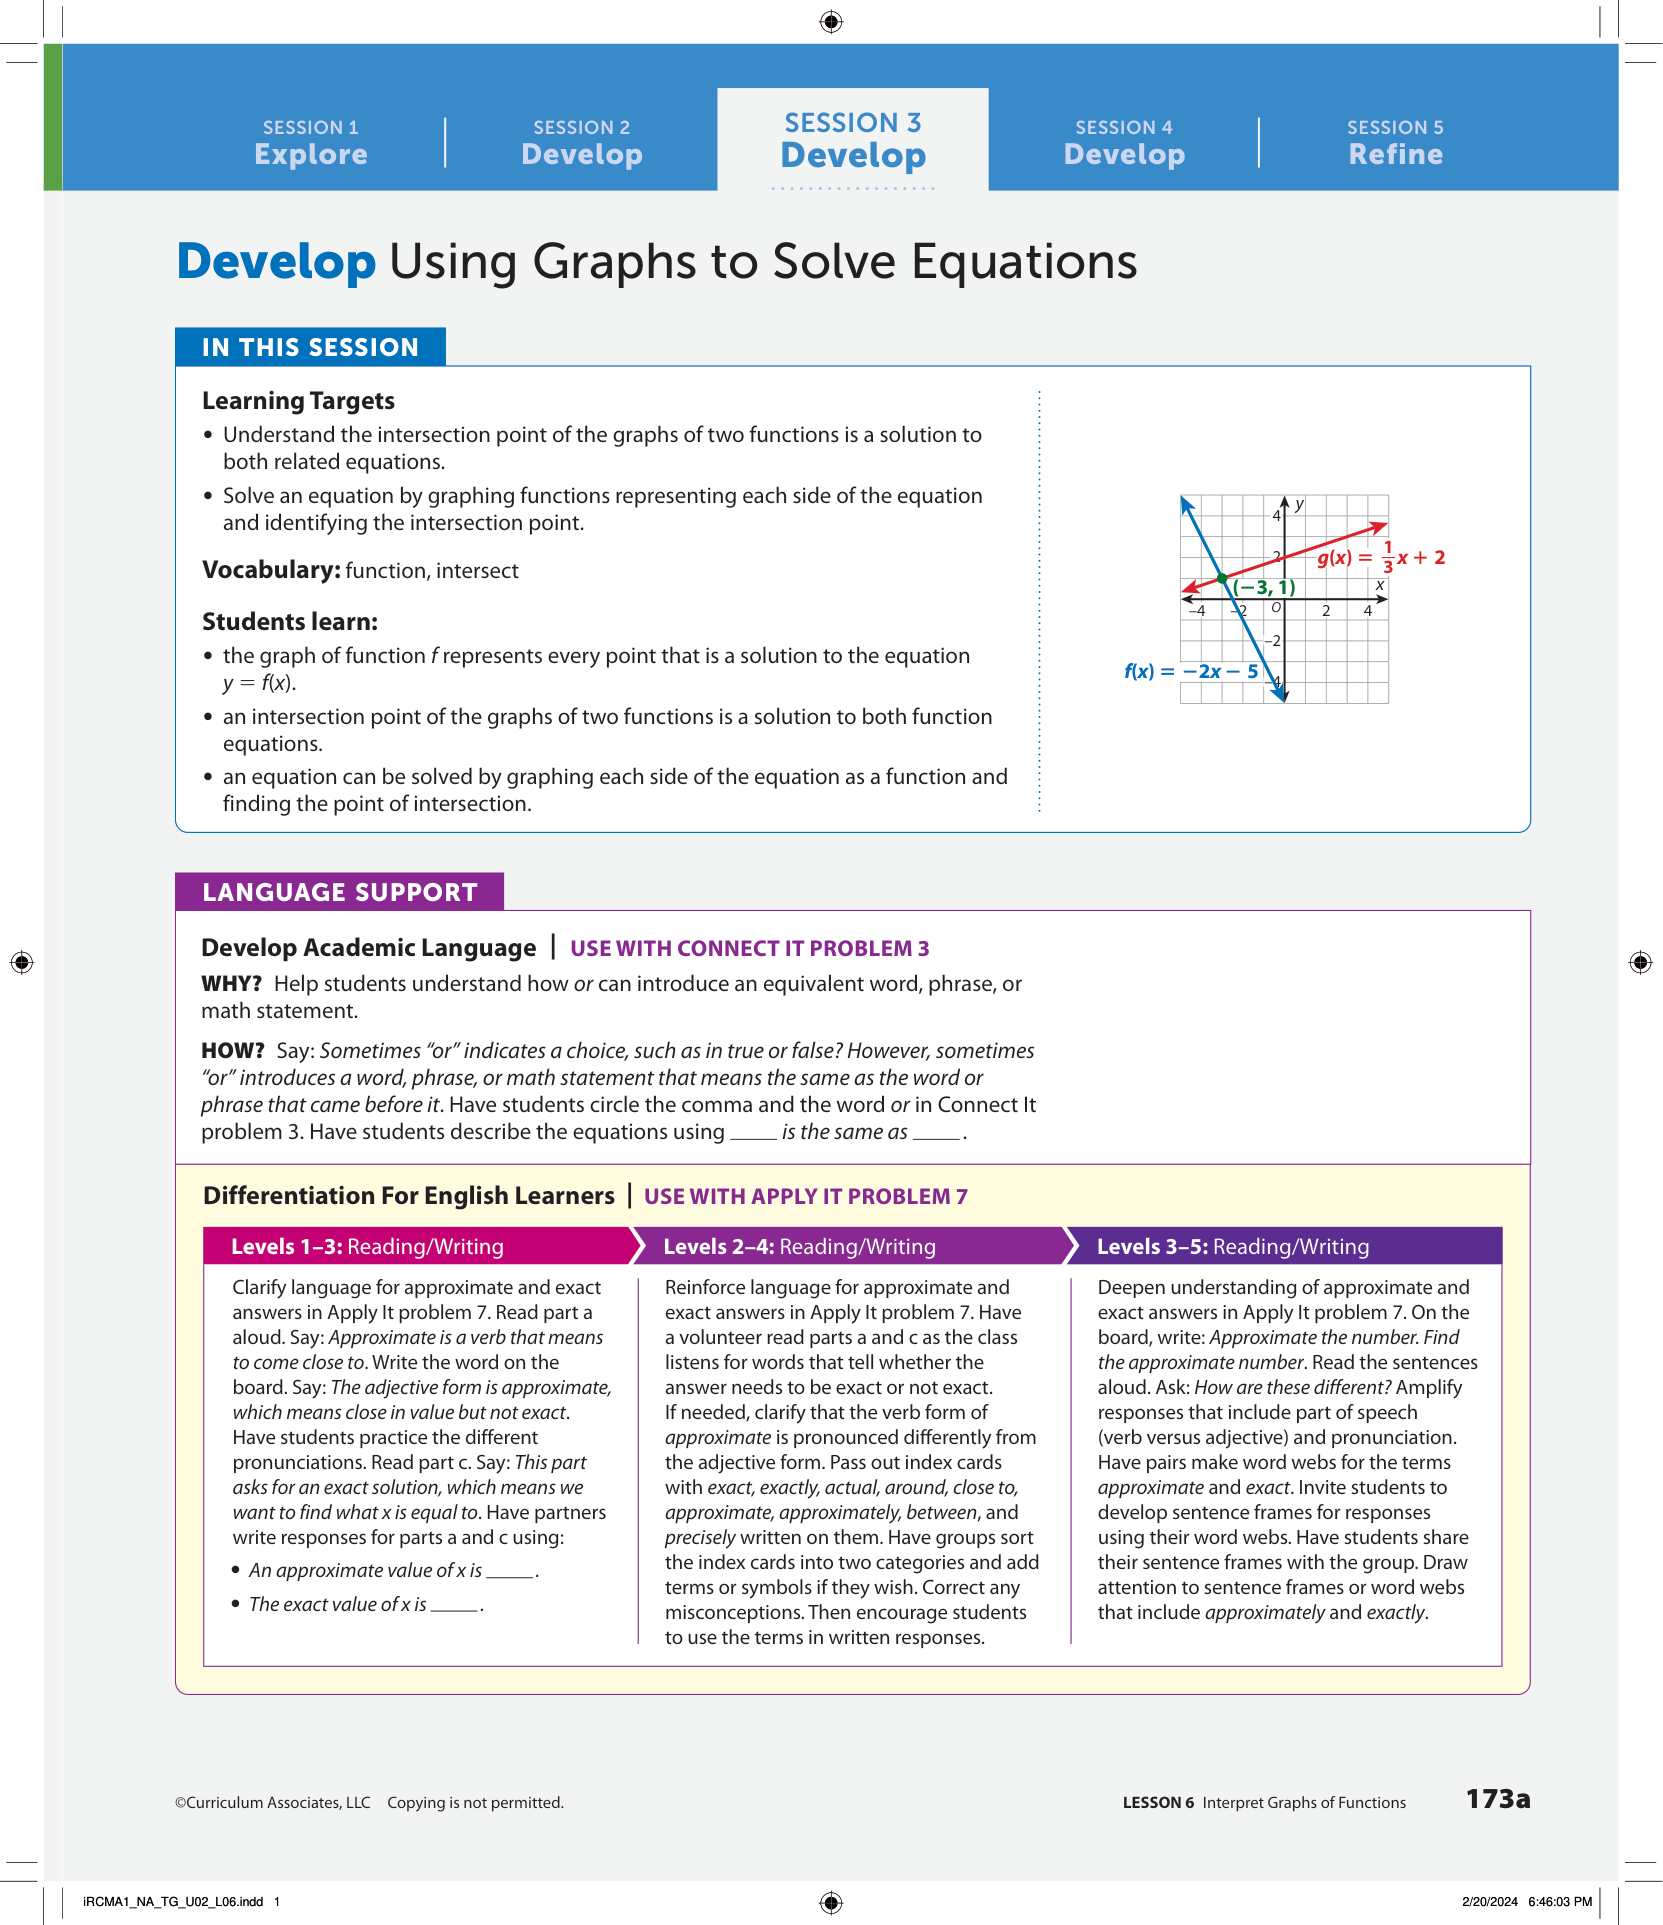 SESSION 1
Explore
SESSION 2
Develop
SESSION 3
Develop
SESSION 4
Develop
SESSION 5
Refine
Develop Using Graphs to Solve Equations
IN THIS SESSION
Learning Targets
• Understand the intersection point of the graphs of two functions is a solution to
both related equations.
• Solve an equation by graphing functions representing each side of the equation
and identifying the intersection point.
Vocabulary: function, intersect
Students learn:
• the graph of function f represents every point that is a solution to the equation
y = f(x).
• an intersection point of the graphs of two functions is a solution to both function
equations.
• an equation can be solved by graphing each side of the equation as a function and
finding the point of intersection.
y
4
2
g(x) = 1/3 x + 2
(−3, 1)
x
−4 −2 O 2 4
−2
f(x) = −2x − 5
−4
LANGUAGE SUPPORT
Develop Academic Language | USE WITH CONNECT IT PROBLEM 3
WHY? Help students understand how or can introduce an equivalent word, phrase, or
math statement.
HOW? Say: Sometimes “or” indicates a choice, such as in true or false? However, sometimes
“or” introduces a word, phrase, or math statement that means the same as the word or
phrase that came before it. Have students circle the comma and the word or in Connect It
problem 3. Have students describe the equations using ____ is the same as ____.
Differentiation For English Learners | USE WITH APPLY IT PROBLEM 7
Levels 1–3: Reading/Writing
Clarify language for approximate and exact
answers in Apply It problem 7. Read part a
aloud. Say: Approximate is a verb that means
to come close to. Write the word on the
board. Say: The adjective form is approximate,
which means close in value but not exact.
Have students practice the different
pronunciations. Read part c. Say: This part
asks for an exact solution, which means we
want to find what x is equal to. Have partners
write responses for parts a and c using:
• An approximate value of x is ____.
• The exact value of x is ____.
Levels 2–4: Reading/Writing
Reinforce language for approximate and
exact answers in Apply It problem 7. Have
a volunteer read parts a and c as the class
listens for words that tell whether the
answer needs to be exact or not exact.
If needed, clarify that the verb form of
approximate is pronounced differently from
the adjective form. Pass out index cards
with exact, exactly, actual, around, close to,
approximate, approximately, between, and
precisely written on them. Have groups sort
the index cards into two categories and add
terms or symbols if they wish. Correct any
misconceptions. Then encourage students
to use the terms in written responses.
Levels 3–5: Reading/Writing
Deepen understanding of approximate and
exact answers in Apply It problem 7. On the
board, write: Approximate the number. Find
the approximate number. Read the sentences
aloud. Ask: How are these different? Amplify
responses that include part of speech
(verb versus adjective) and pronunciation.
Have pairs make word webs for the terms
approximate and exact. Invite students to
develop sentence frames for responses
using their word webs. Have students share
their sentence frames with the group. Draw
attention to sentence frames or word webs
that include approximately and exactly.
©Curriculum Associates, LLC Copying is not permitted.
LESSON 6 Interpret Graphs of Functions 173a
iRCMA1_NA_TG_U02_L06.indd 1
2/20/2024 6:46:03 PM